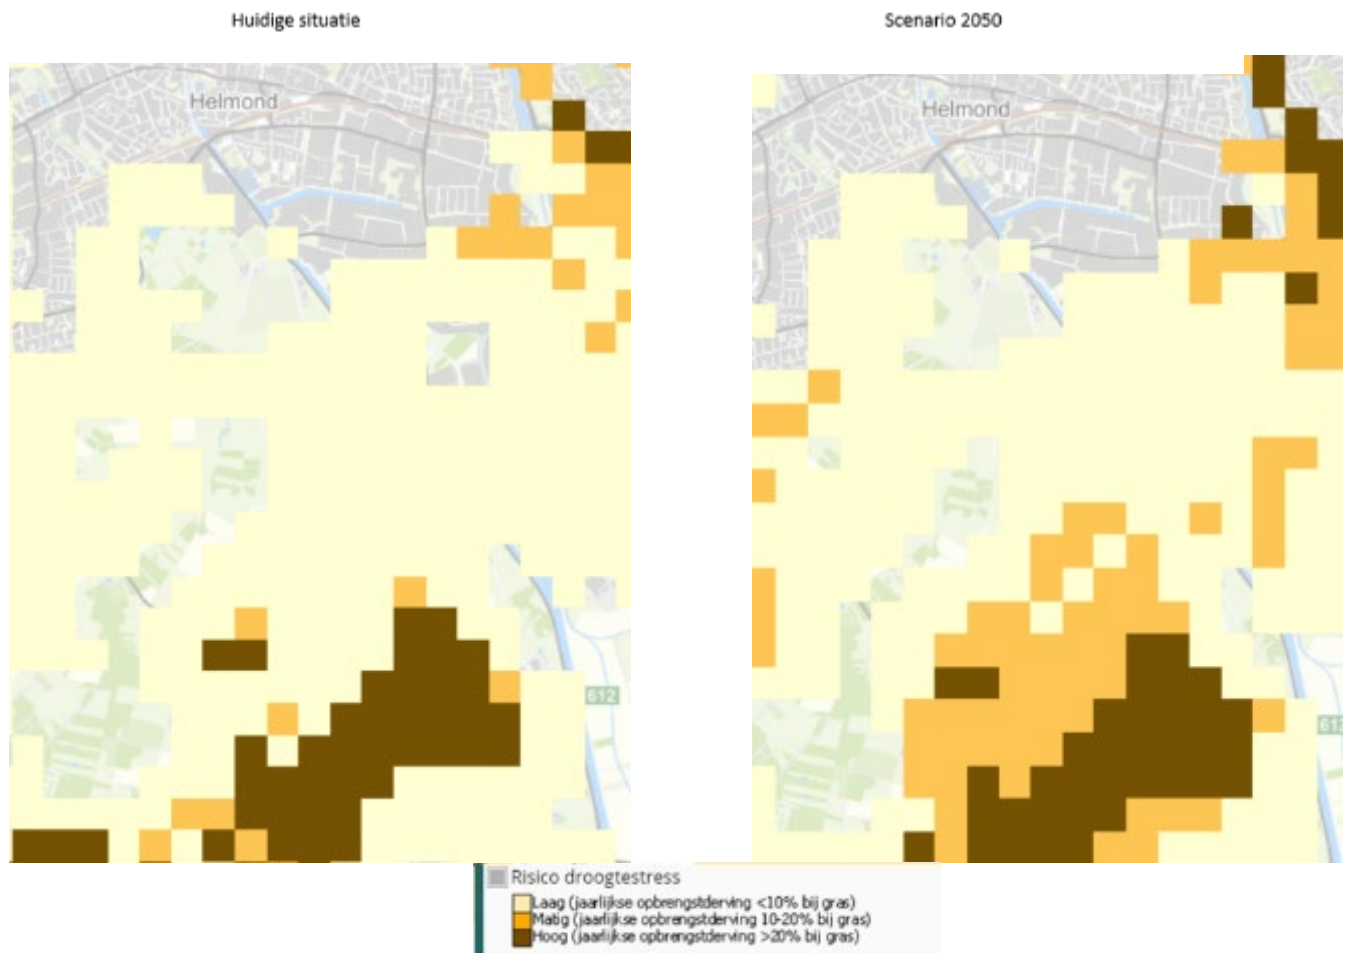 Huidige situatie
Scenario 2050
Helmond
Helmond
612
612
Risico droogtestress
Laag (jaarlijkse opbrengstderving <10% bij gras)
Matig (jaarlijkse opbrengstderving 10-20% bij gras)
Hoog (jaarlijkse opbrengstderving >20% bij gras)